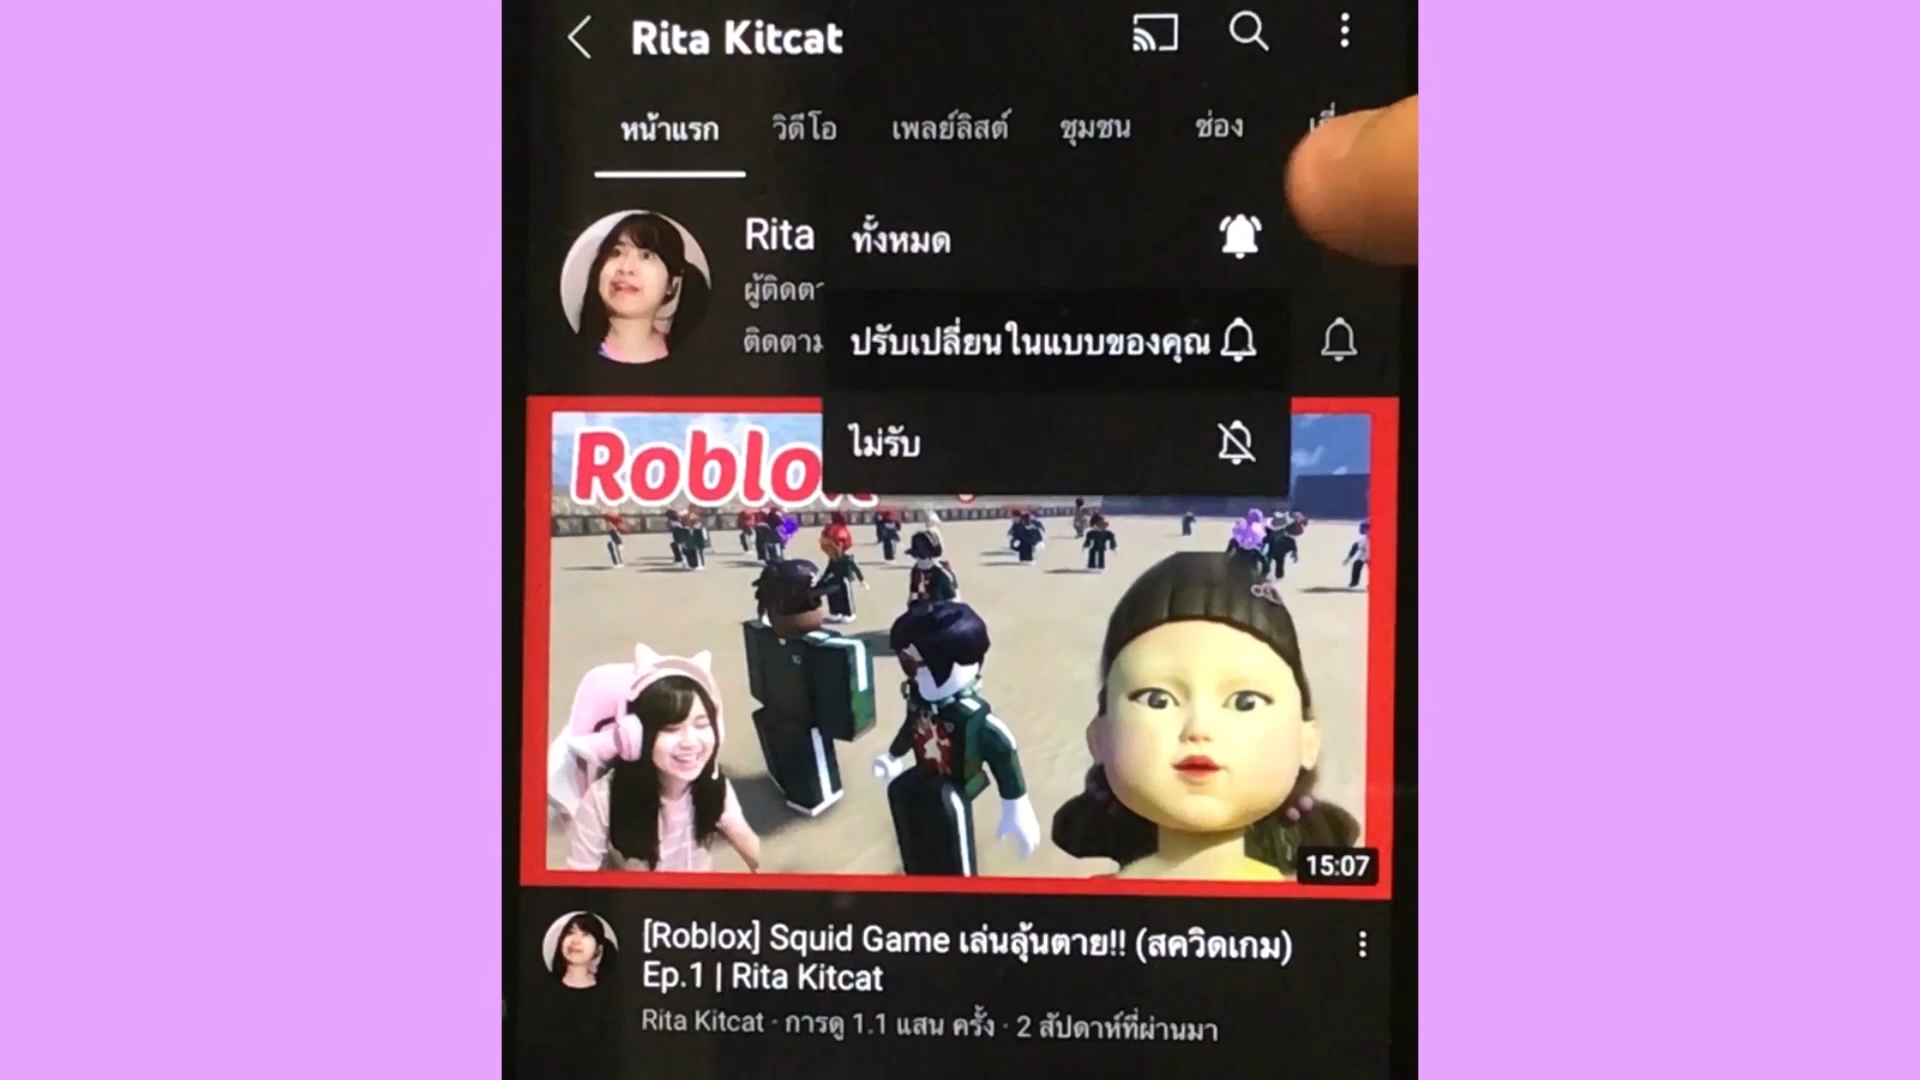 Rita Kitcat
หน้าแรก วิดีโอ เพลย์ลิสต์ ชุมชน ช่อง
Rita
ทั้งหมด
ปรับเปลี่ยนในแบบของคุณ
ไม่รับ
15:07
[Roblox] Squid Game เล่นลุ้นตาย!! (สควิดเกม)
Ep.1 | Rita Kitcat
Rita Kitcat · การดู 1.1 แสน ครั้ง · 2 สัปดาห์ที่ผ่านมา